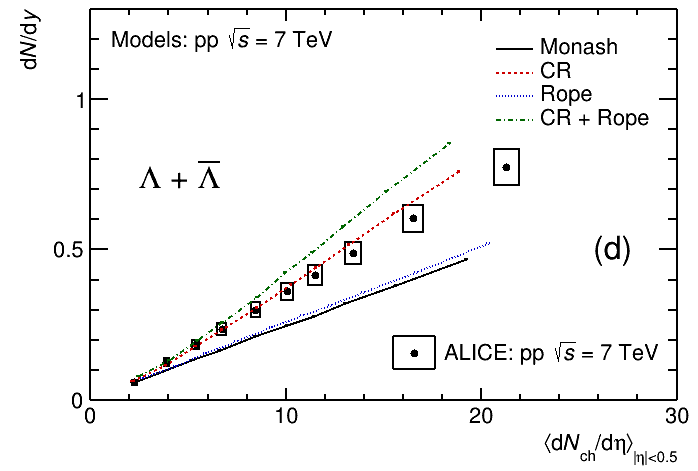 dN/dy
Models: pp √s = 7 TeV
Monash
CR
Rope
CR + Rope
1
Λ + Λ̅
0.5
(d)
ALICE: pp √s = 7 TeV
0
0 10 20 30
⟨dN_ch/dη⟩_|η|<0.5